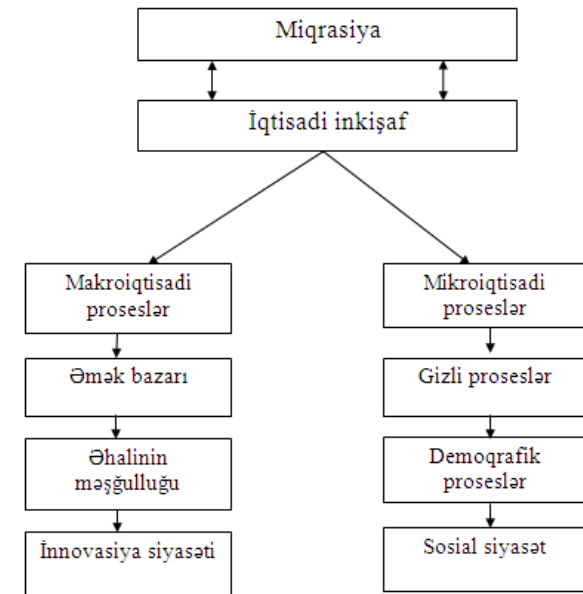 Miqrasiya
İqtisadi inkişaf
Makroiqtisadi
proseslər
Əmək bazarı
Əhalinin
məşğulluğu
İnnovasiya siyasəti
Mikroiqtisadi
proseslər
Gizli proseslər
Demoqrafik
proseslər
Sosial siyasət